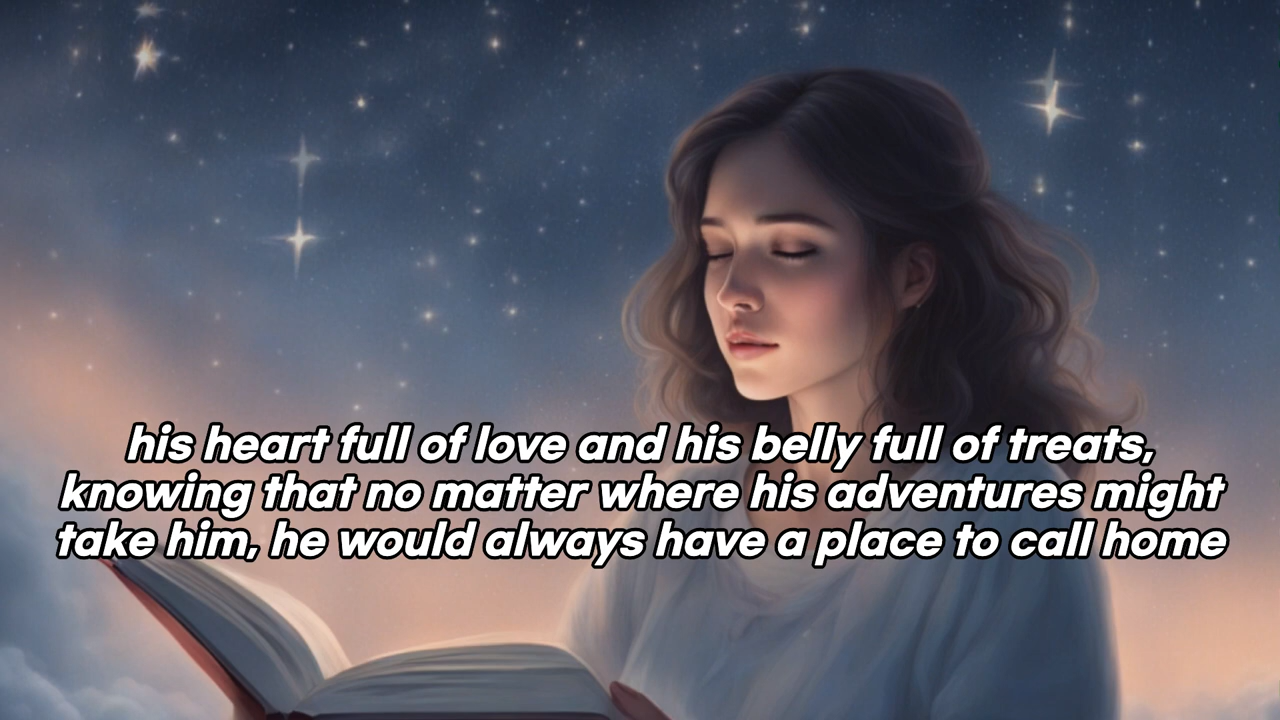 his heart full of love and his belly full of treats,
knowing that no matter where his adventures might
take him, he would always have a place to call home